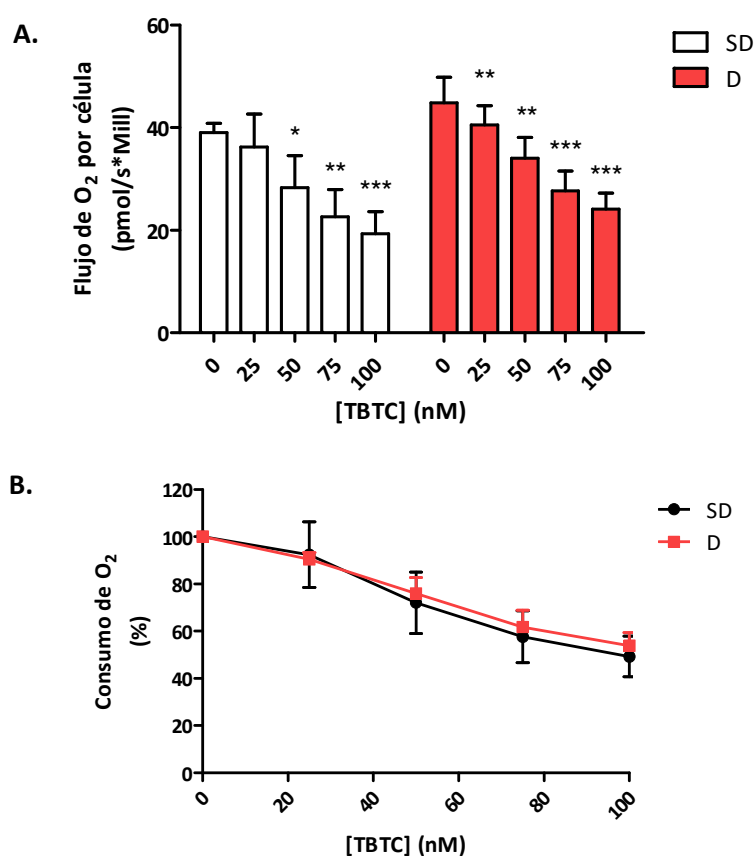 A.
60
40
20
0
Flujo de O2 por célula
(pmol/s*Mill)
SD
D
* ** ***
** ** *** ***
0 25 50 75 100
0 25 50 75 100
[TBTC] (nM)
B.
120
100
80
60
40
20
0
Consumo de O2
(%)
SD
D
0 20 40 60 80 100
[TBTC] (nM)